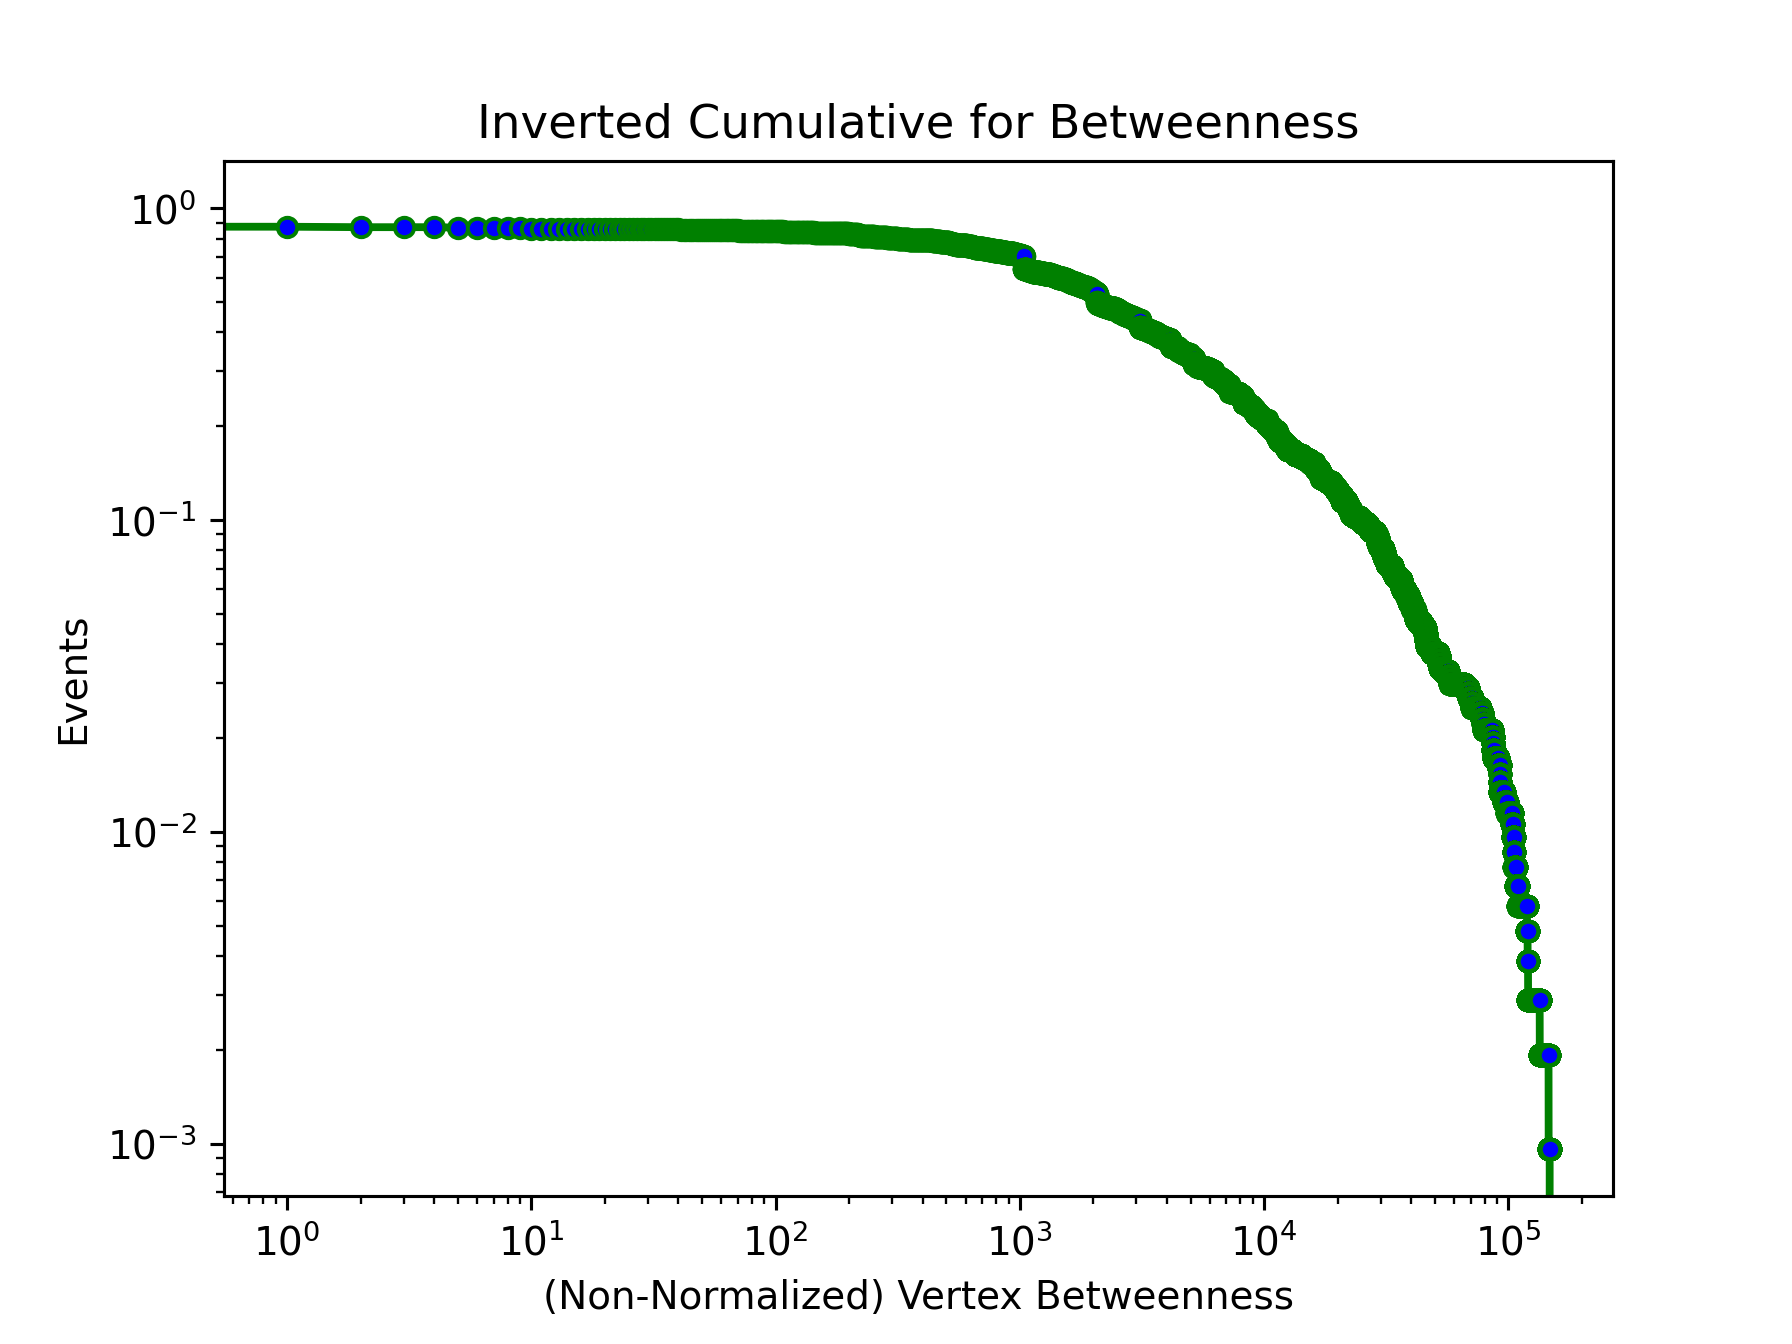 Inverted Cumulative for Betweenness
10⁰
10⁻¹
10⁻²
10⁻³
Events
10⁰ 10¹ 10² 10³ 10⁴ 10⁵
(Non-Normalized) Vertex Betweenness